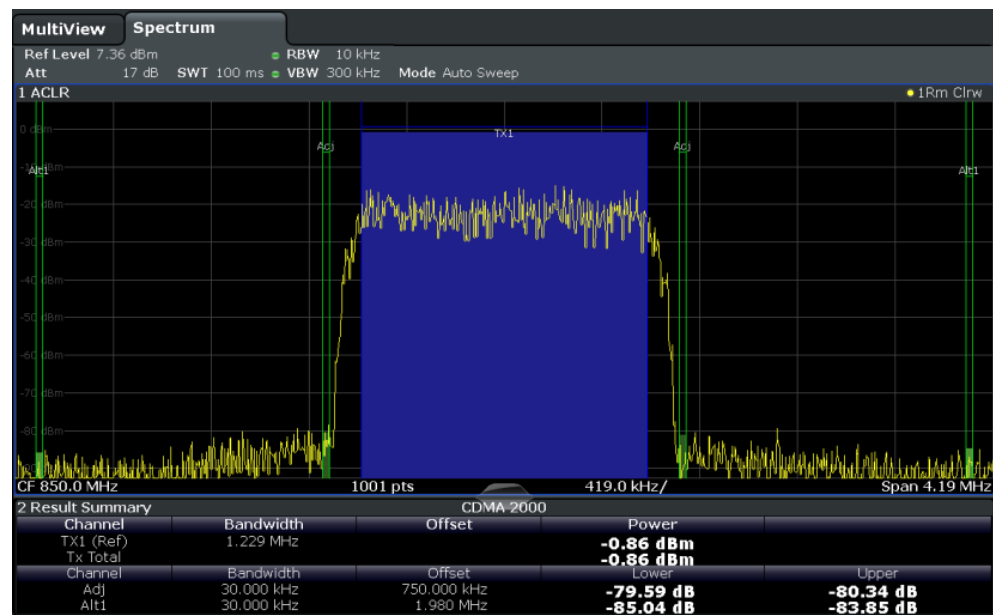 MultiView Spectrum
Ref Level 7.36 dBm RBW 10 kHz
Att 17 dB SWT 100 ms VBW 300 kHz Mode Auto Sweep
1 ACLR 1Rm Clrw
0 dBm
TX1
Adj Adj
Alt1 Alt1
-20 dBm
-30 dBm
-40 dBm
-50 dBm
-60 dBm
-70 dBm
-80 dBm
CF 850.0 MHz 1001 pts 419.0 kHz/ Span 4.19 MHz
2 Result Summary CDMA 2000
Channel Bandwidth Offset Power
TX1 (Ref) 1.229 MHz -0.86 dBm
Tx Total -0.86 dBm
Channel Bandwidth Offset Lower Upper
Adj 30.000 kHz 750.000 kHz -79.59 dB -80.34 dB
Alt1 30.000 kHz 1.980 MHz -85.04 dB -83.85 dB